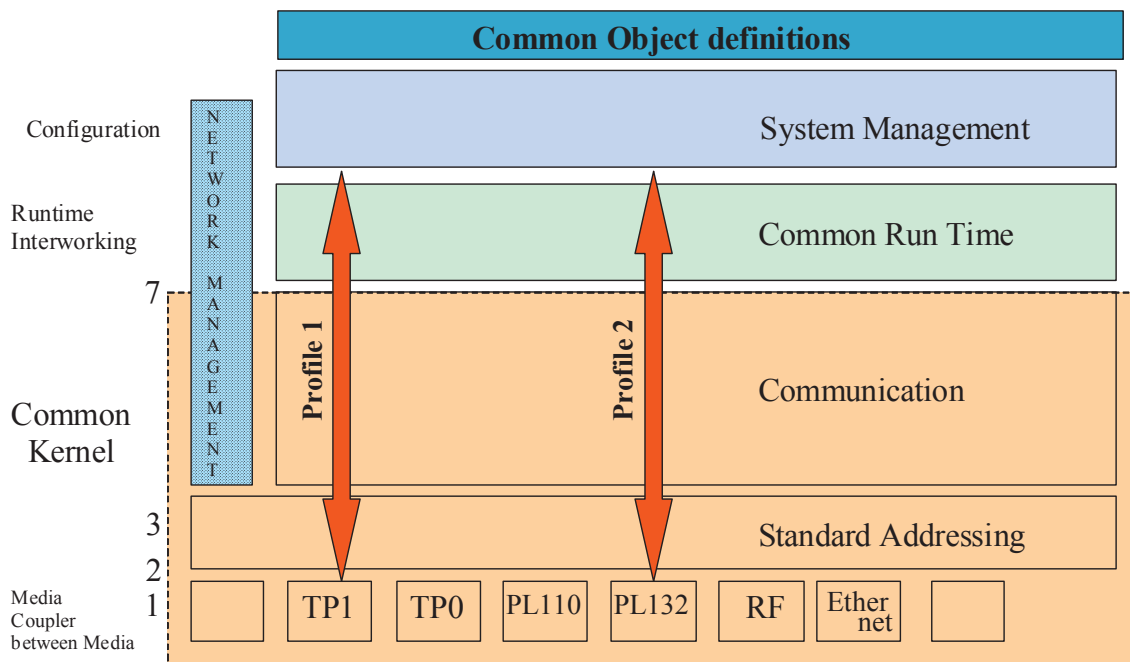 Common Object definitions
Configuration
NETWORK MANAGEMENT
System Management
Runtime
Interworking
Common Run Time
7
Profile 1
Profile 2
Communication
Common
Kernel
3
Standard Addressing
2
Media
Coupler
between Media
1
TP1
TP0
PL110
PL132
RF
Ether
net